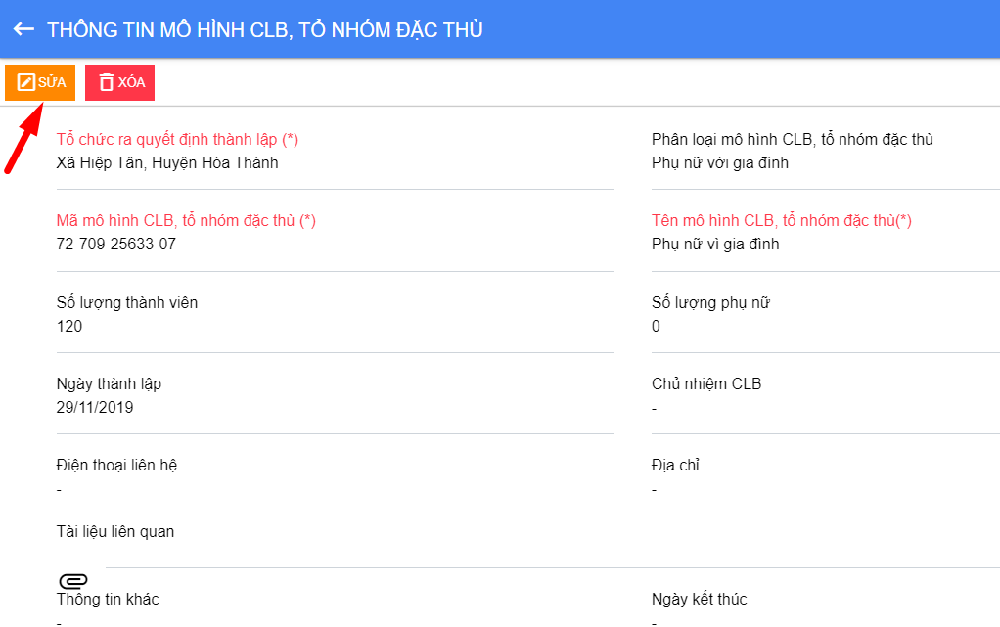 THÔNG TIN MÔ HÌNH CLB, TỔ NHÓM ĐẶC THÙ
SỬA XÓA
Tổ chức ra quyết định thành lập (*) Phân loại mô hình CLB, tổ nhóm đặc thù
Xã Hiệp Tân, Huyện Hòa Thành Phụ nữ với gia đình
Mã mô hình CLB, tổ nhóm đặc thù (*) Tên mô hình CLB, tổ nhóm đặc thù(*)
72-709-25633-07 Phụ nữ vì gia đình
Số lượng thành viên Số lượng phụ nữ
120 0
Ngày thành lập Chủ nhiệm CLB
29/11/2019 -
Điện thoại liên hệ Địa chỉ
- -
Tài liệu liên quan
Thông tin khác Ngày kết thúc
- -